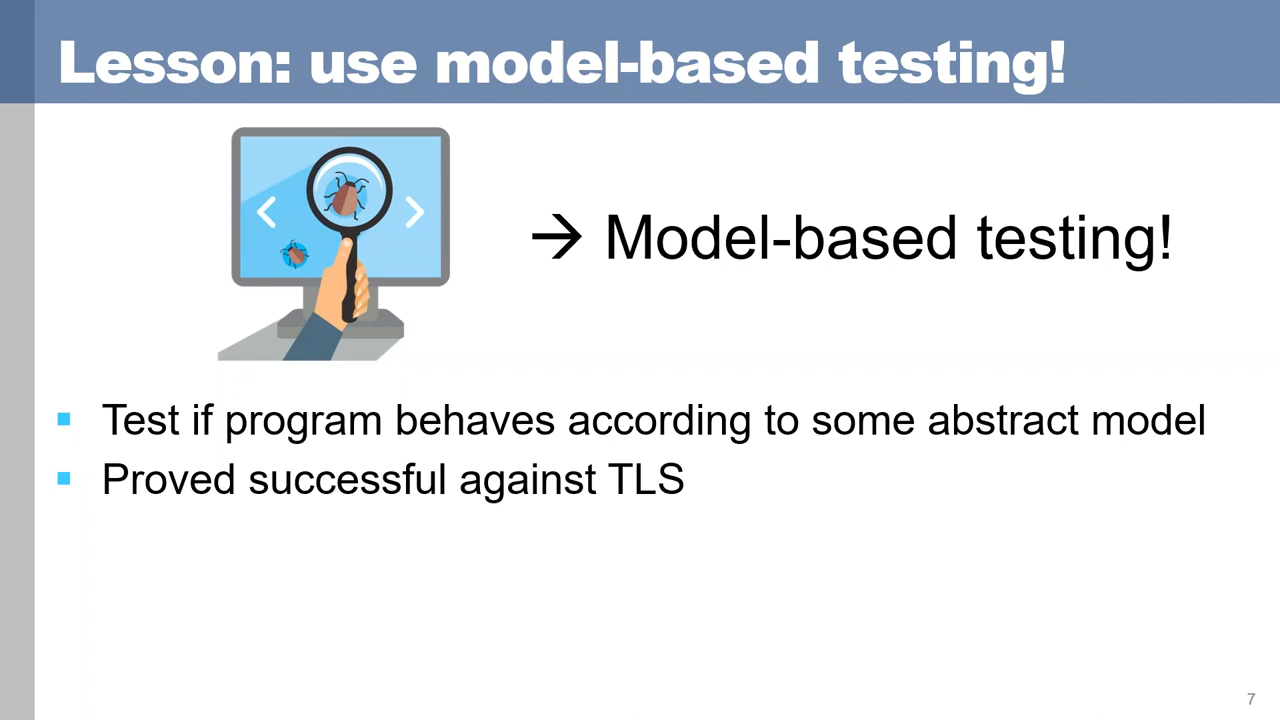 Lesson: use model-based testing!
→ Model-based testing!
▪ Test if program behaves according to some abstract model
▪ Proved successful against TLS
7